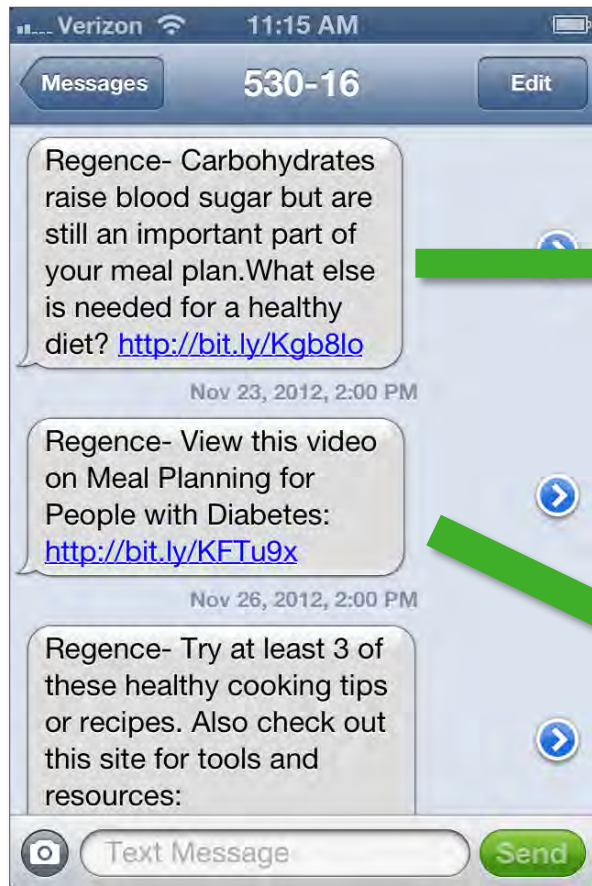 Verizon 11:15 AM
Messages 530-16 Edit
Regence- Carbohydrates
raise blood sugar but are
still an important part of
your meal plan.What else
is needed for a healthy
diet? http://bit.ly/Kgb8lo
Nov 23, 2012, 2:00 PM
Regence- View this video
on Meal Planning for
People with Diabetes:
http://bit.ly/KFTu9x
Nov 26, 2012, 2:00 PM
Regence- Try at least 3 of
these healthy cooking tips
or recipes. Also check out
this site for tools and
resources:
Text Message Send